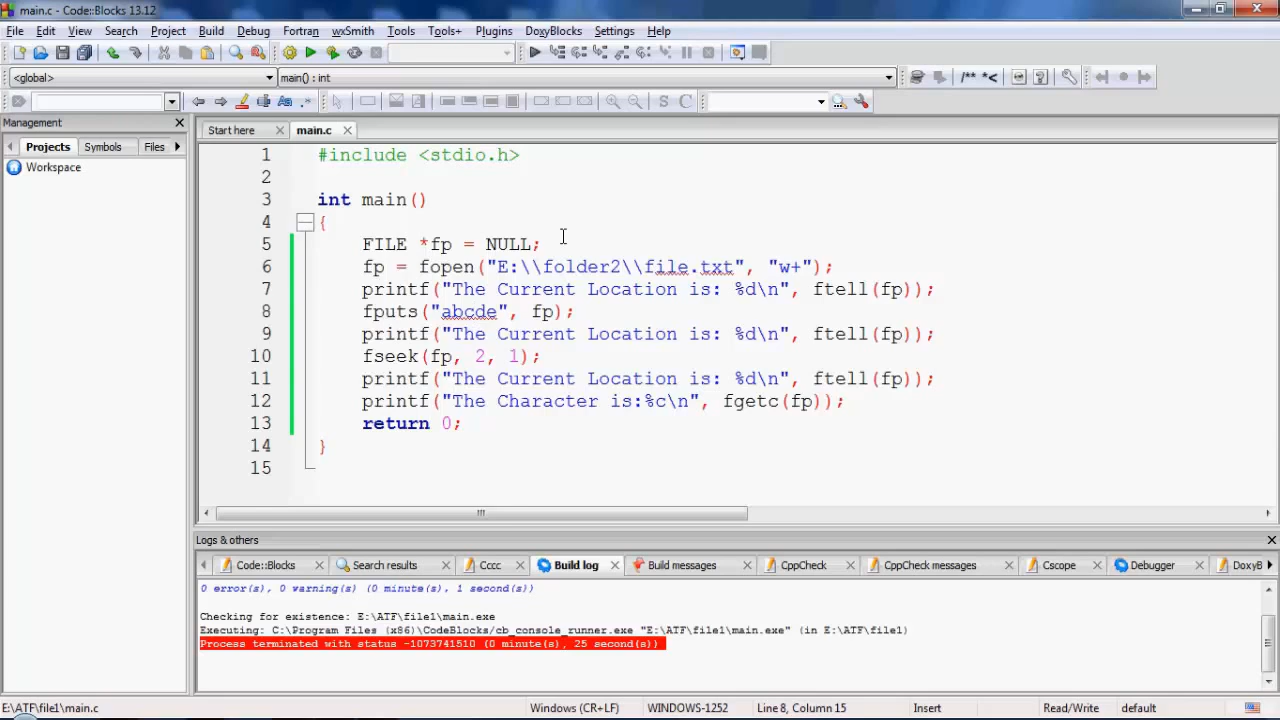 main.c - Code::Blocks 13.12
File Edit View Search Project Build Debug Fortran wxSmith Tools Tools+ Plugins DoxyBlocks Settings Help
<global> main() : int /** *<
Aa .* S C
Management
Projects Symbols Files
Workspace
Start here main.c
1 #include <stdio.h>
2
3 int main()
4 {
5 FILE *fp = NULL;
6 fp = fopen("E:\\folder2\\file.txt", "w+");
7 printf("The Current Location is: %d\n", ftell(fp));
8 fputs("abcde", fp);
9 printf("The Current Location is: %d\n", ftell(fp));
10 fseek(fp, 2, 1);
11 printf("The Current Location is: %d\n", ftell(fp));
12 printf("The Character is:%c\n", fgetc(fp));
13 return 0;
14 }
15
Logs & others
Code::Blocks Search results Cccc Build log Build messages CppCheck CppCheck messages Cscope Debugger DoxyB
0 error(s), 0 warning(s) (0 minute(s), 1 second(s))
Checking for existence: E:\ATF\file1\main.exe
Executing: C:\Program Files (x86)\CodeBlocks/cb_console_runner.exe "E:\ATF\file1\main.exe" (in E:\ATF\file1)
Process terminated with status -1073741510 (0 minute(s), 25 second(s))
E:\ATF\file1\main.c Windows (CR+LF) WINDOWS-1252 Line 8, Column 15 Insert Read/Write default